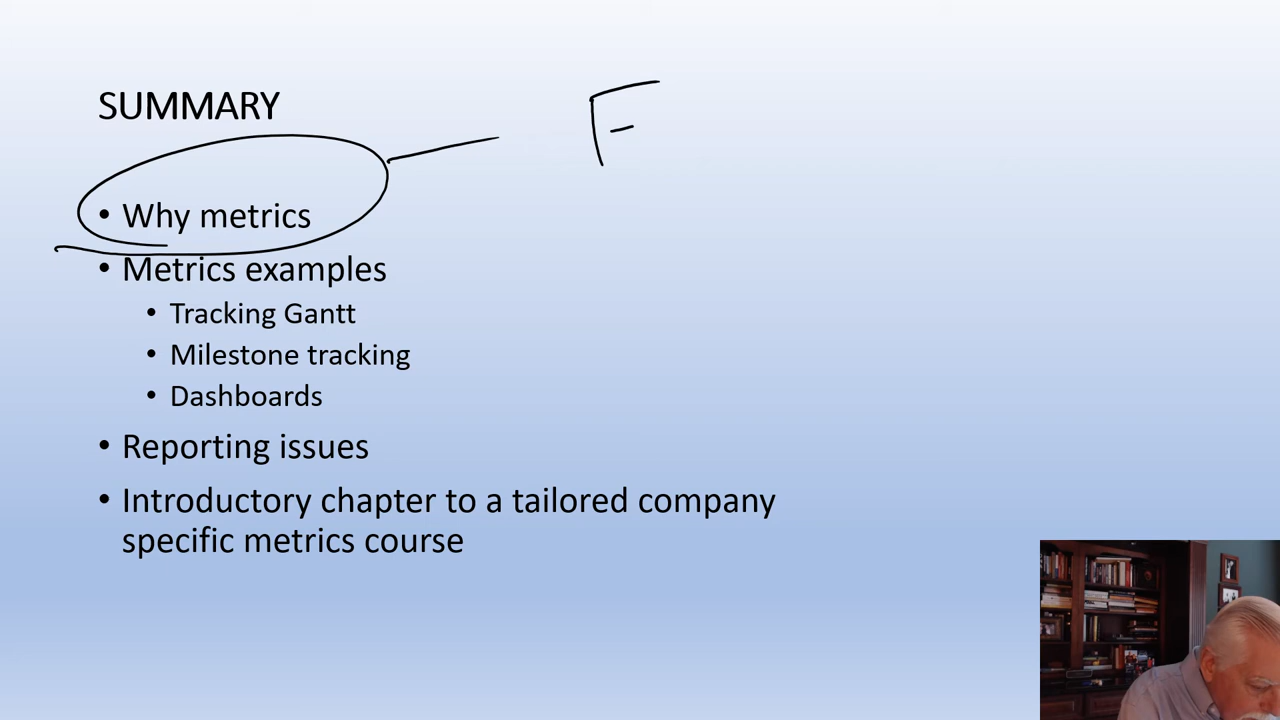 SUMMARY
F
• Why metrics
• Metrics examples
• Tracking Gantt
• Milestone tracking
• Dashboards
• Reporting issues
• Introductory chapter to a tailored company
specific metrics course